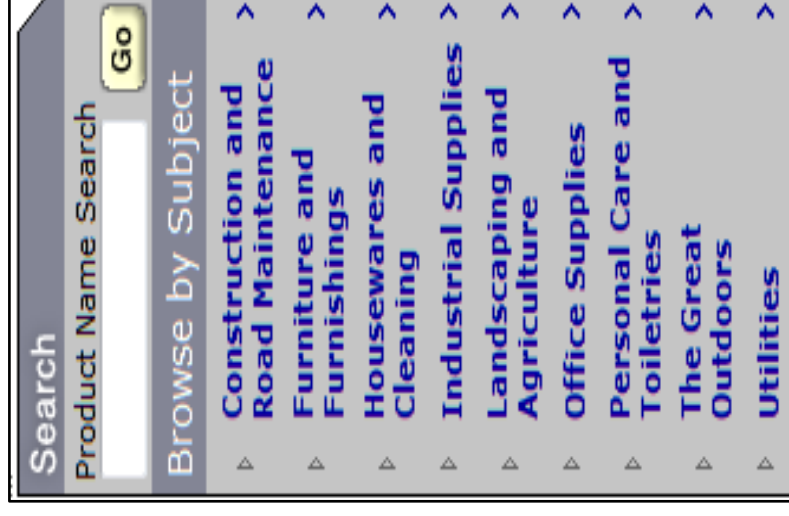 Search
Product Name Search
Go
Browse by Subject
Construction and >
Road Maintenance
Furniture and >
Furnishings
Housewares and >
Cleaning
Industrial Supplies >
Landscaping and >
Agriculture
Office Supplies >
Personal Care and >
Toiletries
The Great >
Outdoors
Utilities >